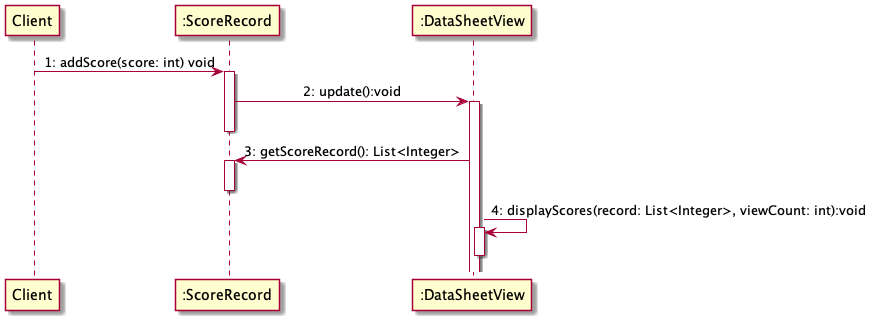 Client
:ScoreRecord
:DataSheetView
1: addScore(score: int) void
2: update():void
3: getScoreRecord(): List<Integer>
4: displayScores(record: List<Integer>, viewCount: int):void
Client
:ScoreRecord
:DataSheetView